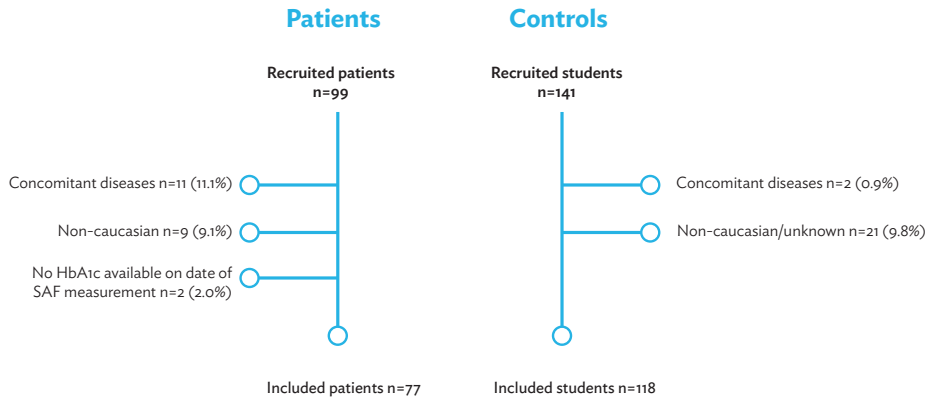 Patients
Controls
Recruited patients
n=99
Recruited students
n=141
Concomitant diseases n=11 (11.1%)
Concomitant diseases n=2 (0.9%)
Non-caucasian n=9 (9.1%)
Non-caucasian/unknown n=21 (9.8%)
No HbA1c available on date of
SAF measurement n=2 (2.0%)
Included patients n=77
Included students n=118